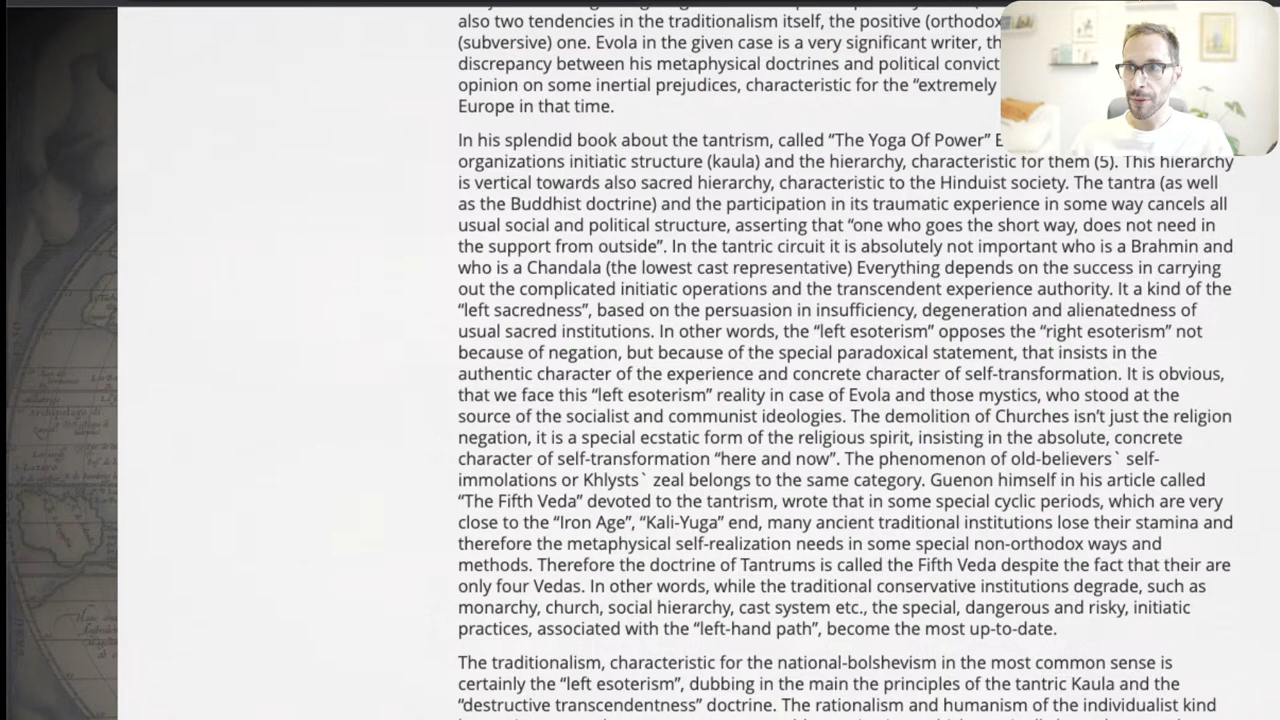 also two tendencies in the traditionalism itself, the positive (orthodox
(subversive) one. Evola in the given case is a very significant writer, th
discrepancy between his metaphysical doctrines and political convict
opinion on some inertial prejudices, characteristic for the “extremely
Europe in that time.
In his splendid book about the tantrism, called “The Yoga Of Power” E
organizations initiatic structure (kaula) and the hierarchy, characteristic for them (5). This hierarchy
is vertical towards also sacred hierarchy, characteristic to the Hinduist society. The tantra (as well
as the Buddhist doctrine) and the participation in its traumatic experience in some way cancels all
usual social and political structure, asserting that “one who goes the short way, does not need in
the support from outside”. In the tantric circuit it is absolutely not important who is a Brahmin and
who is a Chandala (the lowest cast representative) Everything depends on the success in carrying
out the complicated initiatic operations and the transcendent experience authority. It a kind of the
“left sacredness”, based on the persuasion in insufficiency, degeneration and alienatedness of
usual sacred institutions. In other words, the “left esoterism” opposes the “right esoterism” not
because of negation, but because of the special paradoxical statement, that insists in the
authentic character of the experience and concrete character of self-transformation. It is obvious,
that we face this “left esoterism” reality in case of Evola and those mystics, who stood at the
source of the socialist and communist ideologies. The demolition of Churches isn’t just the religion
negation, it is a special ecstatic form of the religious spirit, insisting in the absolute, concrete
character of self-transformation “here and now”. The phenomenon of old-believers` self-
immolations or Khlysts` zeal belongs to the same category. Guenon himself in his article called
“The Fifth Veda” devoted to the tantrism, wrote that in some special cyclic periods, which are very
close to the “Iron Age”, “Kali-Yuga” end, many ancient traditional institutions lose their stamina and
therefore the metaphysical self-realization needs in some special non-orthodox ways and
methods. Therefore the doctrine of Tantrums is called the Fifth Veda despite the fact that their are
only four Vedas. In other words, while the traditional conservative institutions degrade, such as
monarchy, church, social hierarchy, cast system etc., the special, dangerous and risky, initiatic
practices, associated with the “left-hand path”, become the most up-to-date.
The traditionalism, characteristic for the national-bolshevism in the most common sense is
certainly the “left esoterism”, dubbing in the main the principles of the tantric Kaula and the
“destructive transcendentness” doctrine. The rationalism and humanism of the individualist kind